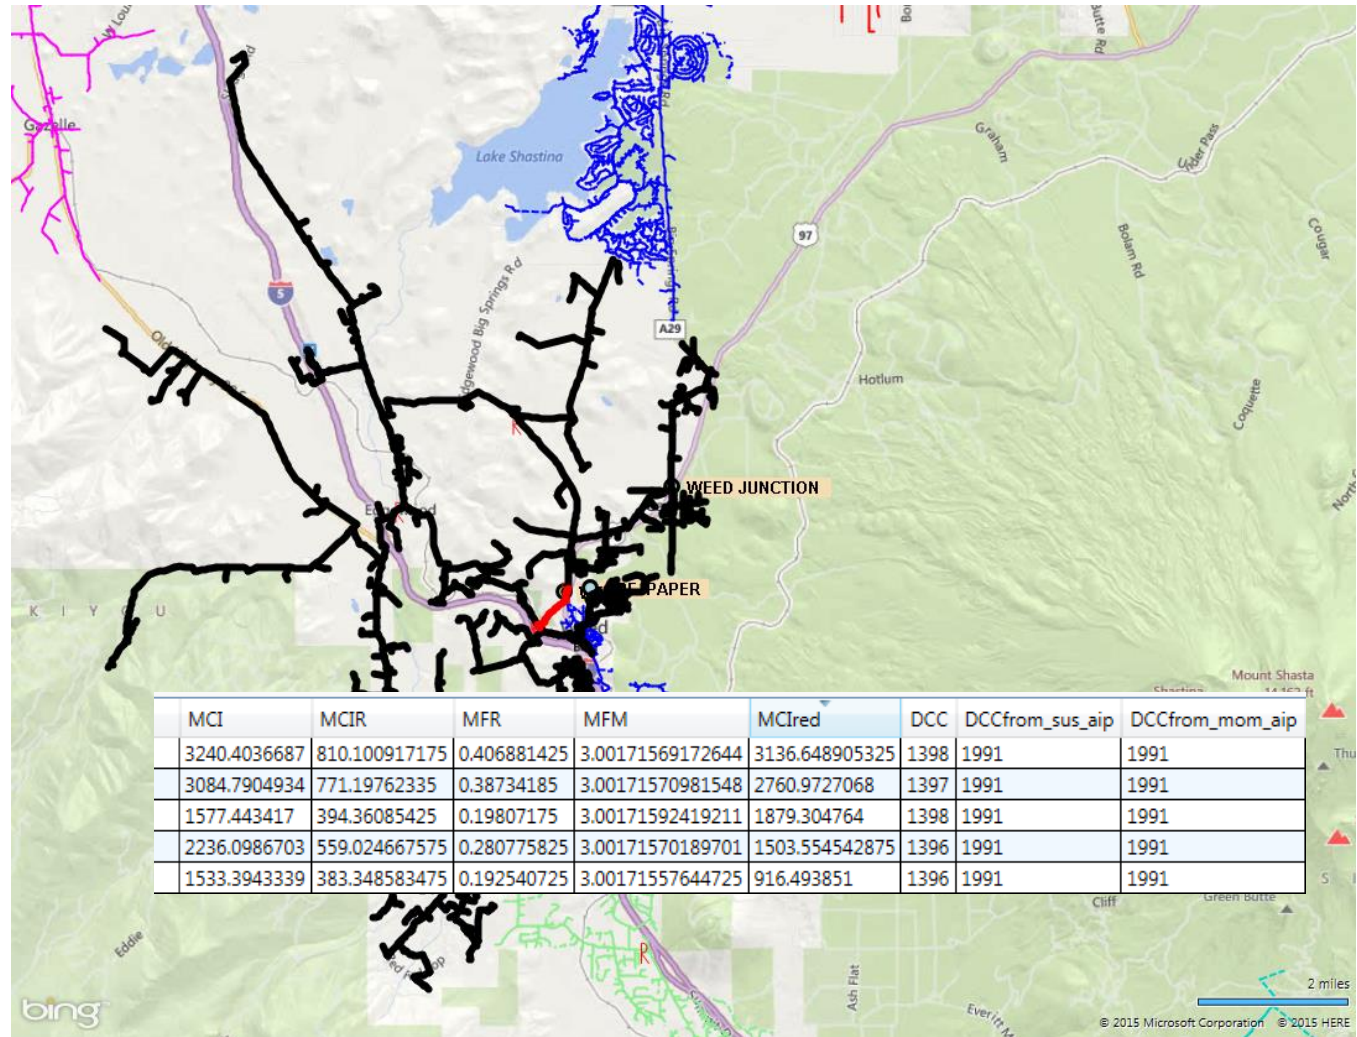 Gazelle
Lake Shastina
Graham
97
Bolam Rd
Cougar
5
A29
Hotlum
Coquette
WEED JUNCTION
PAPER
K I Y O U
Mount Shasta
MCI MCIR MFR MFM MCIred DCC DCCfrom_sus_aip DCCfrom_mom_aip
3240.4036687 810.100917175 0.406881425 3.00171569172644 3136.648905325 1398 1991 1991
3084.7904934 771.19762335 0.38734185 3.00171570981548 2760.9727068 1397 1991 1991
1577.443417 394.36085425 0.19807175 3.00171592419211 1879.304764 1398 1991 1991
2236.0986703 559.024667575 0.280775825 3.00171570189701 1503.554542875 1396 1991 1991
1533.3943339 383.348583475 0.192540725 3.00171557644725 916.493851 1396 1991 1991
Cliff
Green Butte
Eddie
Ash Flat
2 miles
bing
© 2015 Microsoft Corporation © 2015 HERE